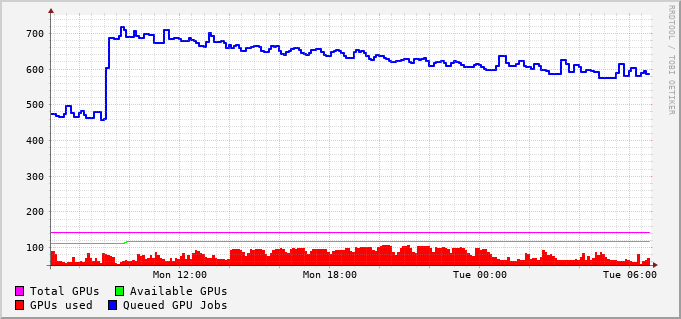 RRDTOOL / TOBI OETIKER
700
600
500
400
300
200
100
Mon 12:00 Mon 18:00 Tue 00:00 Tue 06:00
Total GPUs Available GPUs
GPUs used Queued GPU Jobs